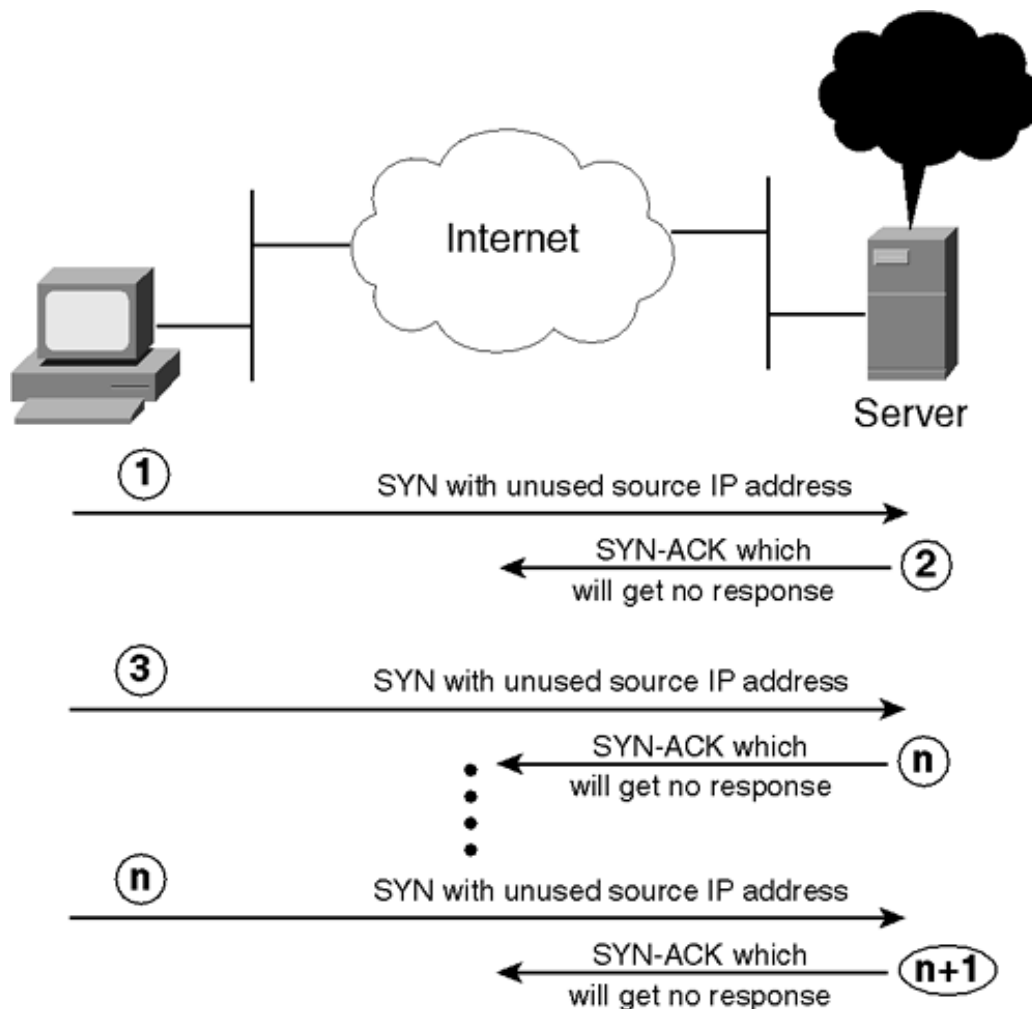 Internet
Server
1
SYN with unused source IP address
SYN-ACK which
will get no response
2
3
SYN with unused source IP address
SYN-ACK which
will get no response
n
n
SYN with unused source IP address
SYN-ACK which
will get no response
n+1